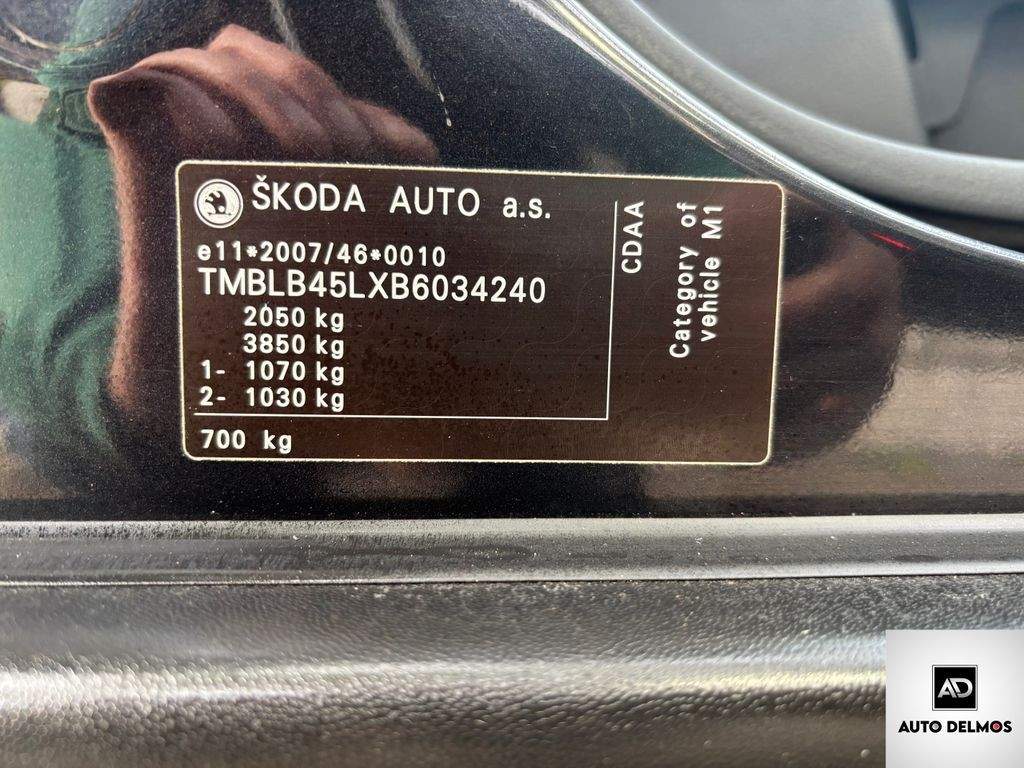 ŠKODA AUTO a.s.
e11*2007/46*0010
TMBLB45LXB6034240
2050 kg
3850 kg
1- 1070 kg
2- 1030 kg
700 kg
CDAA
Category of
vehicle M1
AD
AUTO DELMOS